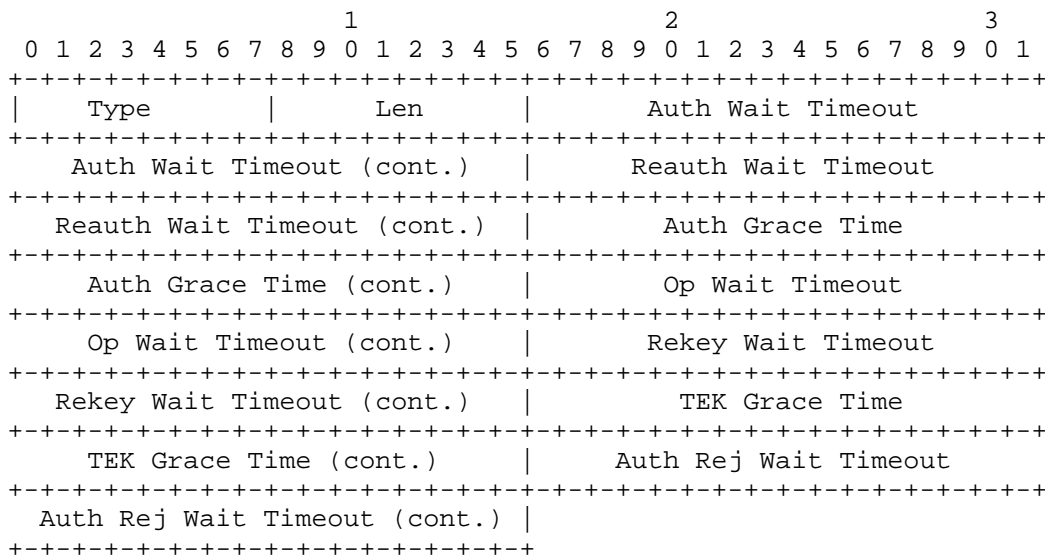 1                   2                   3
 0 1 2 3 4 5 6 7 8 9 0 1 2 3 4 5 6 7 8 9 0 1 2 3 4 5 6 7 8 9 0 1
+-+-+-+-+-+-+-+-+-+-+-+-+-+-+-+-+-+-+-+-+-+-+-+-+-+-+-+-+-+-+-+-+
|    Type       |      Len      |       Auth Wait Timeout
+-+-+-+-+-+-+-+-+-+-+-+-+-+-+-+-+-+-+-+-+-+-+-+-+-+-+-+-+-+-+-+-+
    Auth Wait Timeout (cont.)   |      Reauth Wait Timeout
+-+-+-+-+-+-+-+-+-+-+-+-+-+-+-+-+-+-+-+-+-+-+-+-+-+-+-+-+-+-+-+-+
   Reauth Wait Timeout (cont.)  |        Auth Grace Time
+-+-+-+-+-+-+-+-+-+-+-+-+-+-+-+-+-+-+-+-+-+-+-+-+-+-+-+-+-+-+-+-+
     Auth Grace Time (cont.)    |        Op Wait Timeout
+-+-+-+-+-+-+-+-+-+-+-+-+-+-+-+-+-+-+-+-+-+-+-+-+-+-+-+-+-+-+-+-+
     Op Wait Timeout (cont.)    |       Rekey Wait Timeout
+-+-+-+-+-+-+-+-+-+-+-+-+-+-+-+-+-+-+-+-+-+-+-+-+-+-+-+-+-+-+-+-+
   Rekey Wait Timeout (cont.)   |         TEK Grace Time
+-+-+-+-+-+-+-+-+-+-+-+-+-+-+-+-+-+-+-+-+-+-+-+-+-+-+-+-+-+-+-+-+
     TEK Grace Time (cont.)     |     Auth Rej Wait Timeout
+-+-+-+-+-+-+-+-+-+-+-+-+-+-+-+-+-+-+-+-+-+-+-+-+-+-+-+-+-+-+-+-+
  Auth Rej Wait Timeout (cont.) |
+-+-+-+-+-+-+-+-+-+-+-+-+-+-+-+-+